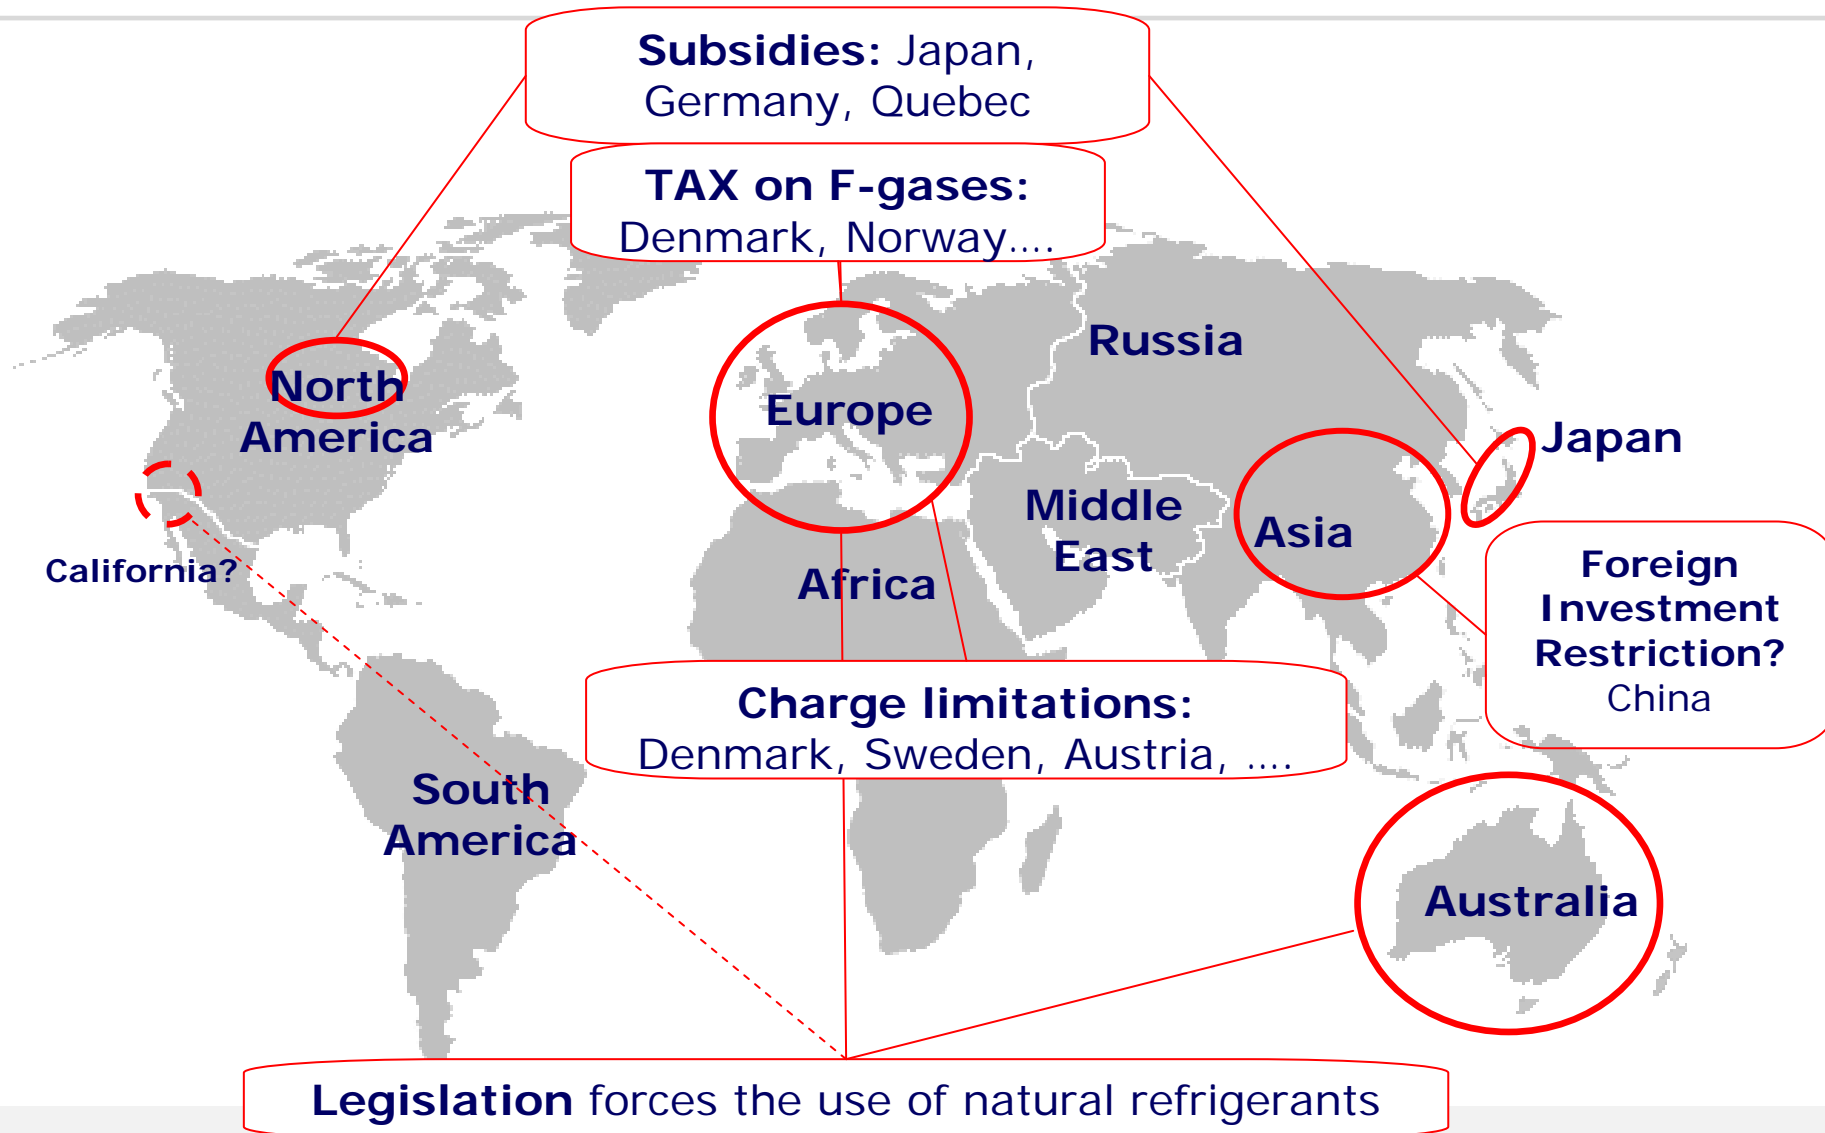 Subsidies: Japan,
Germany, Quebec
TAX on F-gases:
Denmark, Norway....
Russia
North
America
Europe
Japan
Middle
East
Asia
California?
Africa
Foreign
Investment
Restriction?
China
Charge limitations:
Denmark, Sweden, Austria, ....
South
America
Australia
Legislation forces the use of natural refrigerants